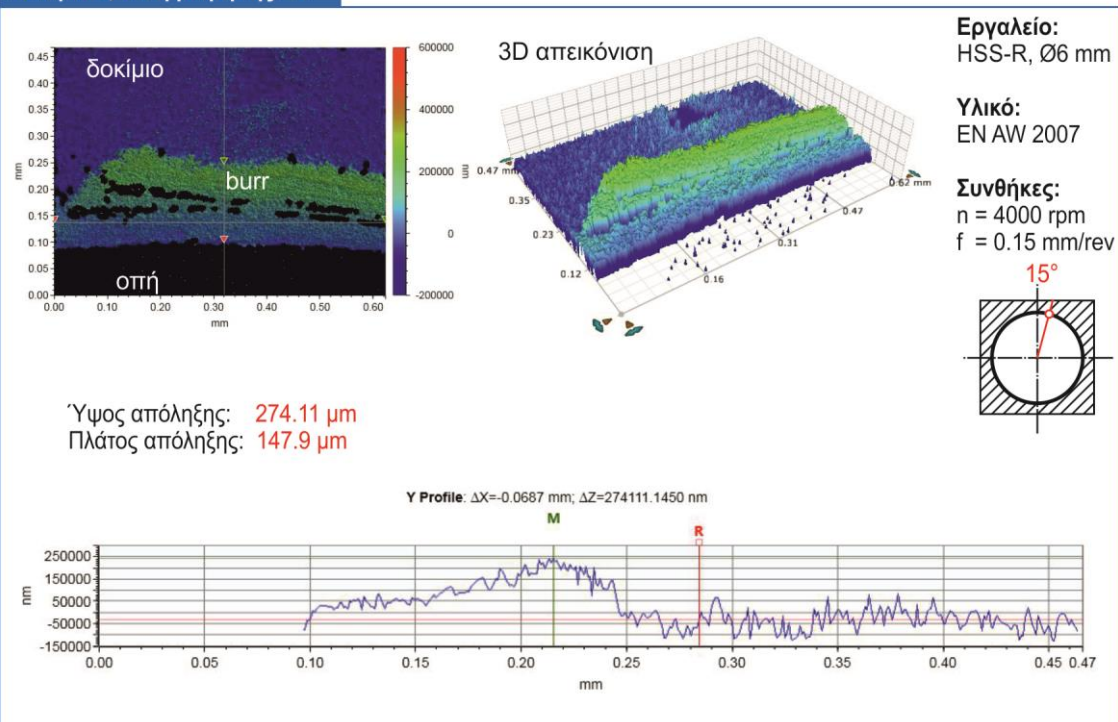 δοκίμιο
burr
οπή
0.45
0.40
0.35
0.30
0.25
0.20
0.15
0.10
0.05
0.00
mm
0.00 0.10 0.20 0.30 0.40 0.50
mm
600000
400000
200000
0
-200000
nm
3D απεικόνιση
0.47 mm
0.35
0.23
0.12
0.16
0.31
0.47
0.62 mm
Εργαλείο:
HSS-R, Ø6 mm
Υλικό:
EN AW 2007
Συνθήκες:
n = 4000 rpm
f = 0.15 mm/rev
15°
Ύψος απόληξης: 274.11 μm
Πλάτος απόληξης: 147.9 μm
Y Profile: ΔX=-0.0687 mm; ΔZ=274111.1450 nm
M
R
250000
150000
50000
-50000
-150000
nm
0.00 0.05 0.10 0.15 0.20 0.25 0.30 0.35 0.40 0.45 0.47
mm